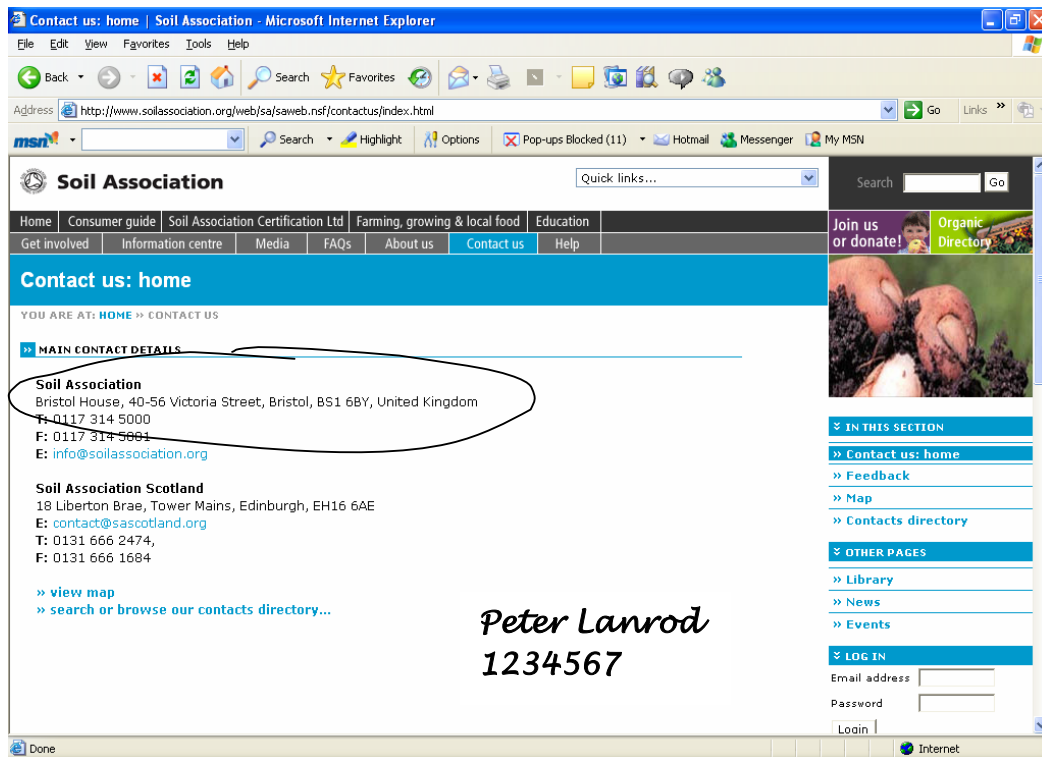 Contact us: home | Soil Association - Microsoft Internet Explorer
File Edit View Favorites Tools Help
Back Search Favorites
Address http://www.soilassociation.org/web/sa/saweb.nsf/contactus/index.html Go Links »
msn Search Highlight Options Pop-ups Blocked (11) Hotmail Messenger My MSN
Soil Association Quick links... Search Go
Home Consumer guide Soil Association Certification Ltd Farming, growing & local food Education
Get involved Information centre Media FAQs About us Contact us Help
Join us
or donate!
Organic
Directory
Contact us: home
YOU ARE AT: HOME » CONTACT US
» MAIN CONTACT DETAILS
Soil Association
Bristol House, 40-56 Victoria Street, Bristol, BS1 6BY, United Kingdom
T: 0117 314 5000
F: 0117 314 5001
E: info@soilassociation.org
Soil Association Scotland
18 Liberton Brae, Tower Mains, Edinburgh, EH16 6AE
E: contact@sascotland.org
T: 0131 666 2474,
F: 0131 666 1684
» view map
» search or browse our contacts directory...
Peter Lanrod
1234567
IN THIS SECTION
» Contact us: home
» Feedback
» Map
» Contacts directory
OTHER PAGES
» Library
» News
» Events
LOG IN
Email address
Password
Login
Done Internet